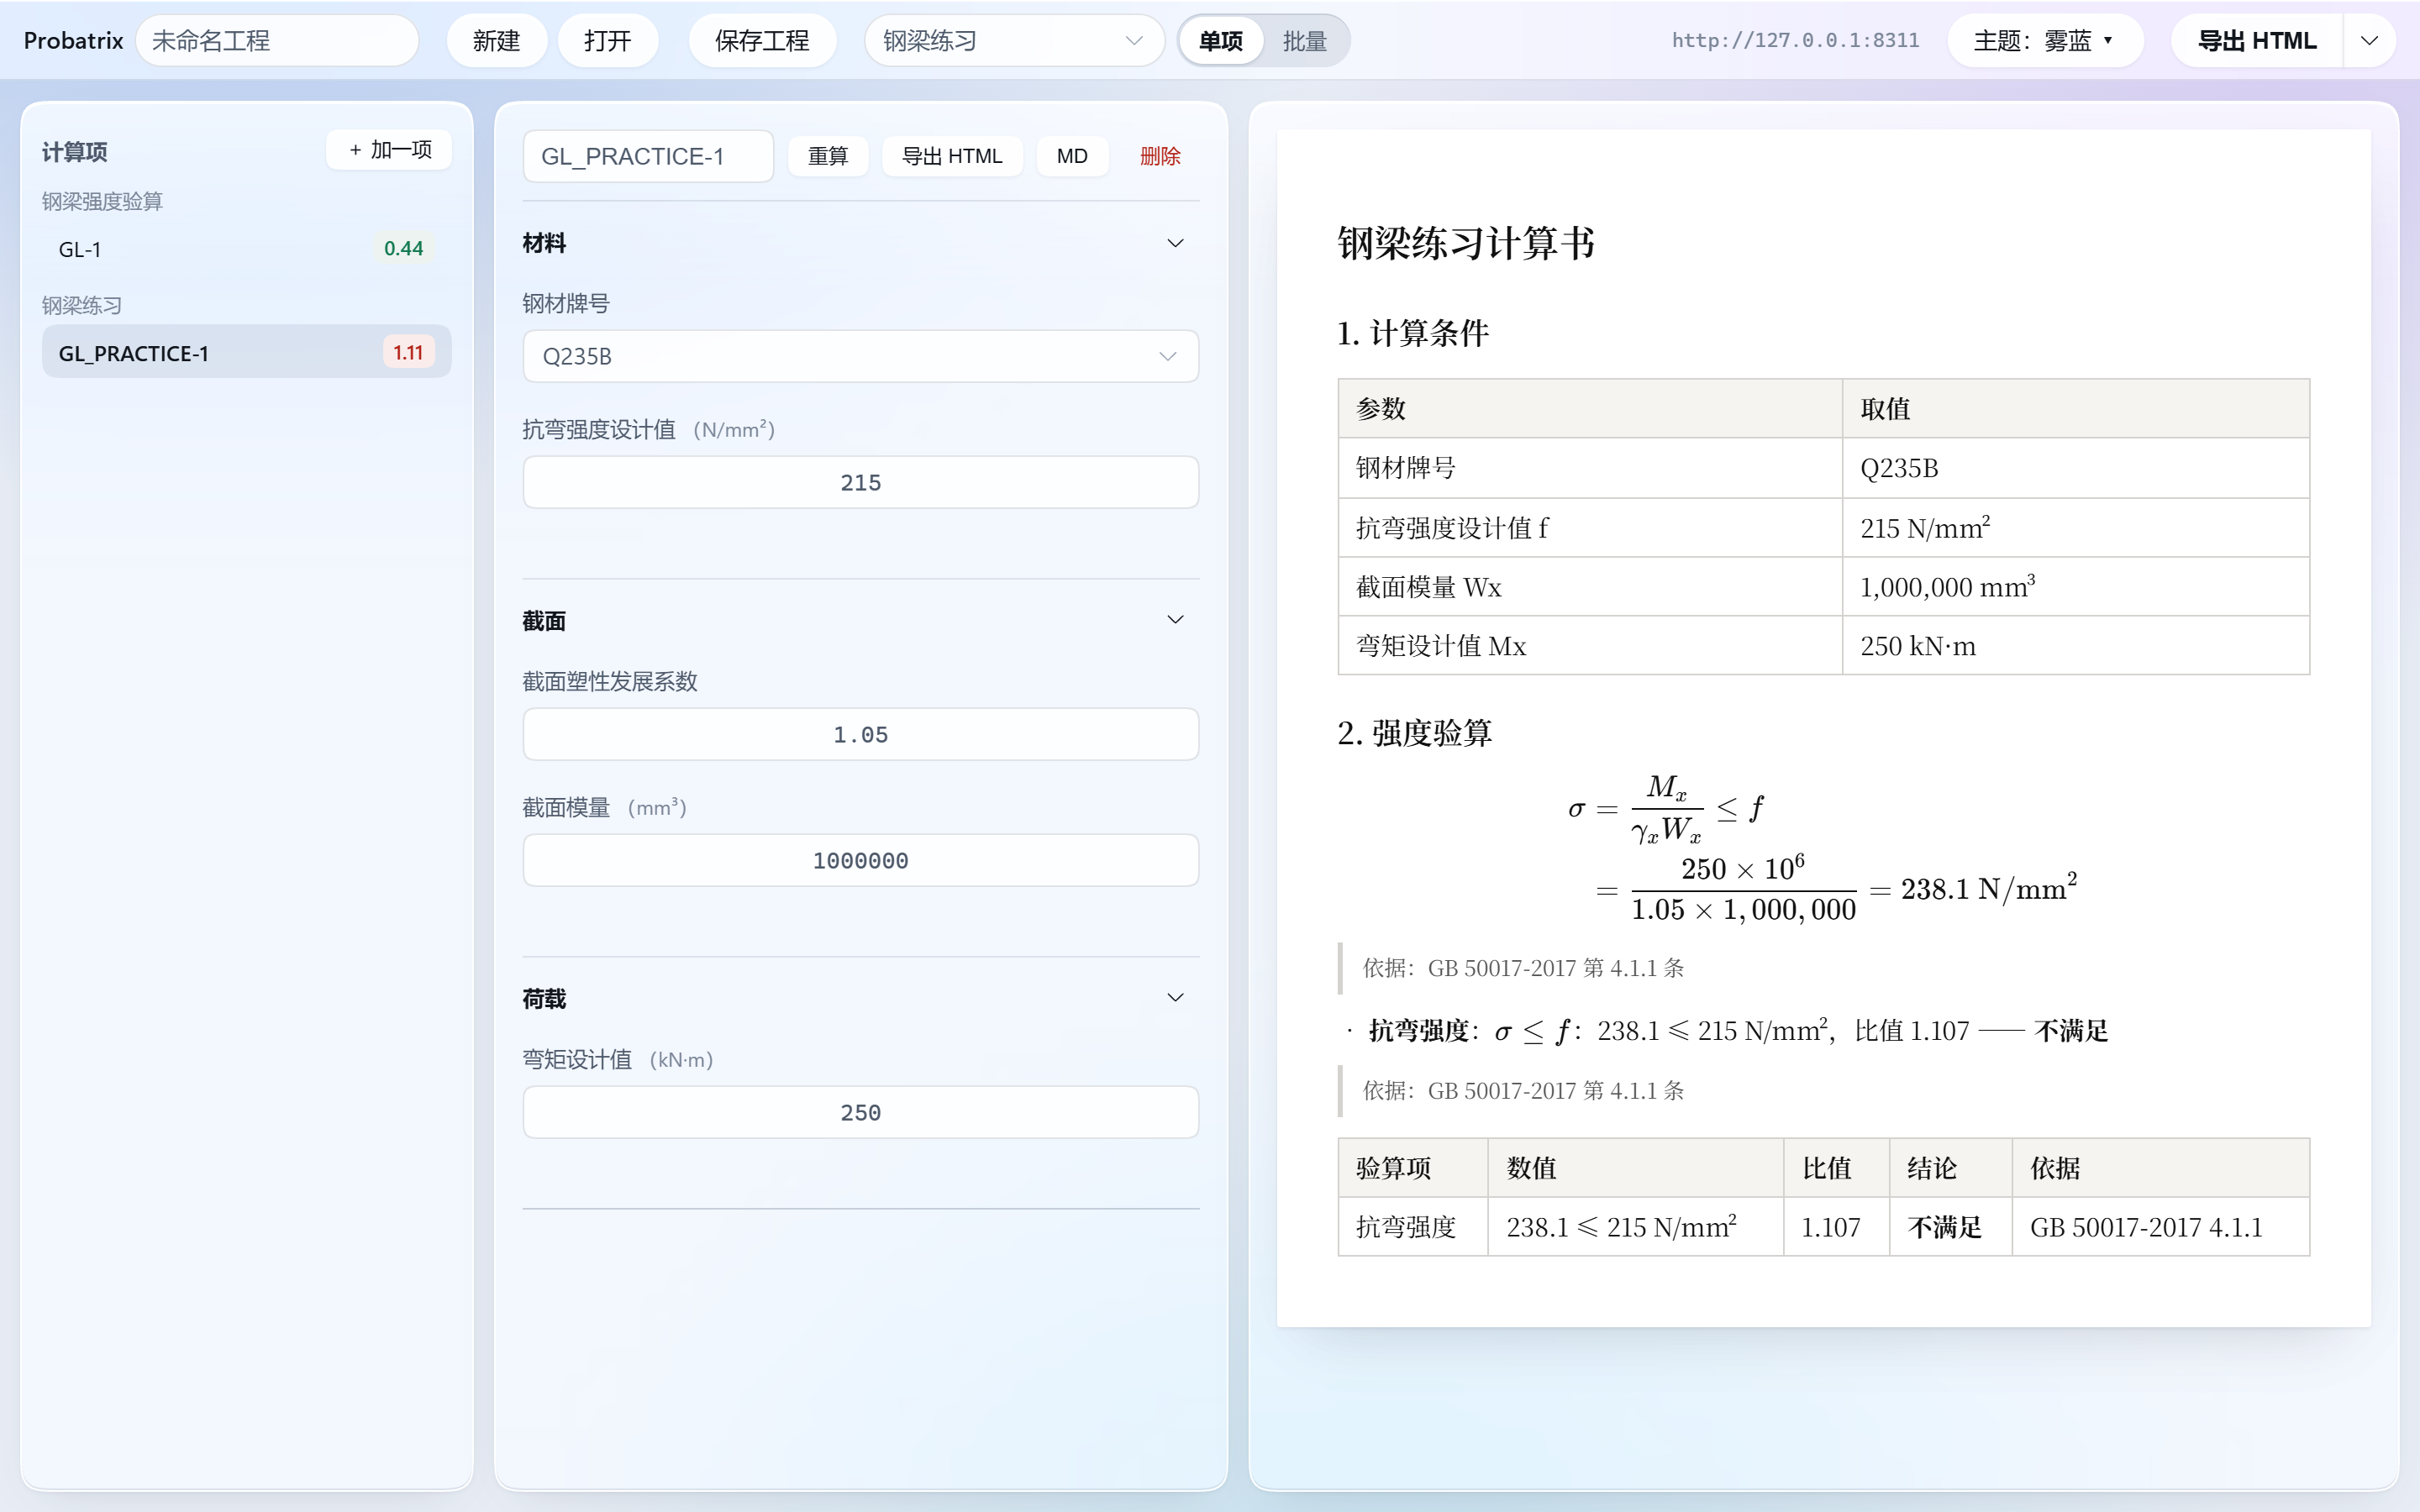 Probatrix 未命名工程 新建 打开 保存工程 钢梁练习 单项 批量 http://127.0.0.1:8311 主题：雾蓝 ▾ 导出 HTML
计算项 + 加一项
钢梁强度验算
GL-1 0.44
钢梁练习
GL_PRACTICE-1 1.11
GL_PRACTICE-1 重算 导出 HTML MD 删除
材料
钢材牌号
Q235B
抗弯强度设计值 （N/mm²）
215
截面
截面塑性发展系数
1.05
截面模量 （mm³）
1000000
荷载
弯矩设计值 （kN·m）
250
钢梁练习计算书
1. 计算条件
参数 取值
钢材牌号 Q235B
抗弯强度设计值 f 215 N/mm²
截面模量 Wx 1,000,000 mm³
弯矩设计值 Mx 250 kN·m
2. 强度验算
σ = Mₓ / γₓWₓ ≤ f
= 250 × 10⁶ / 1.05 × 1,000,000 = 238.1 N/mm²
依据：GB 50017-2017 第 4.1.1 条
· 抗弯强度：σ ≤ f：238.1 ⩽ 215 N/mm²，比值 1.107 —— 不满足
依据：GB 50017-2017 第 4.1.1 条
验算项 数值 比值 结论 依据
抗弯强度 238.1 ⩽ 215 N/mm² 1.107 不满足 GB 50017-2017 4.1.1